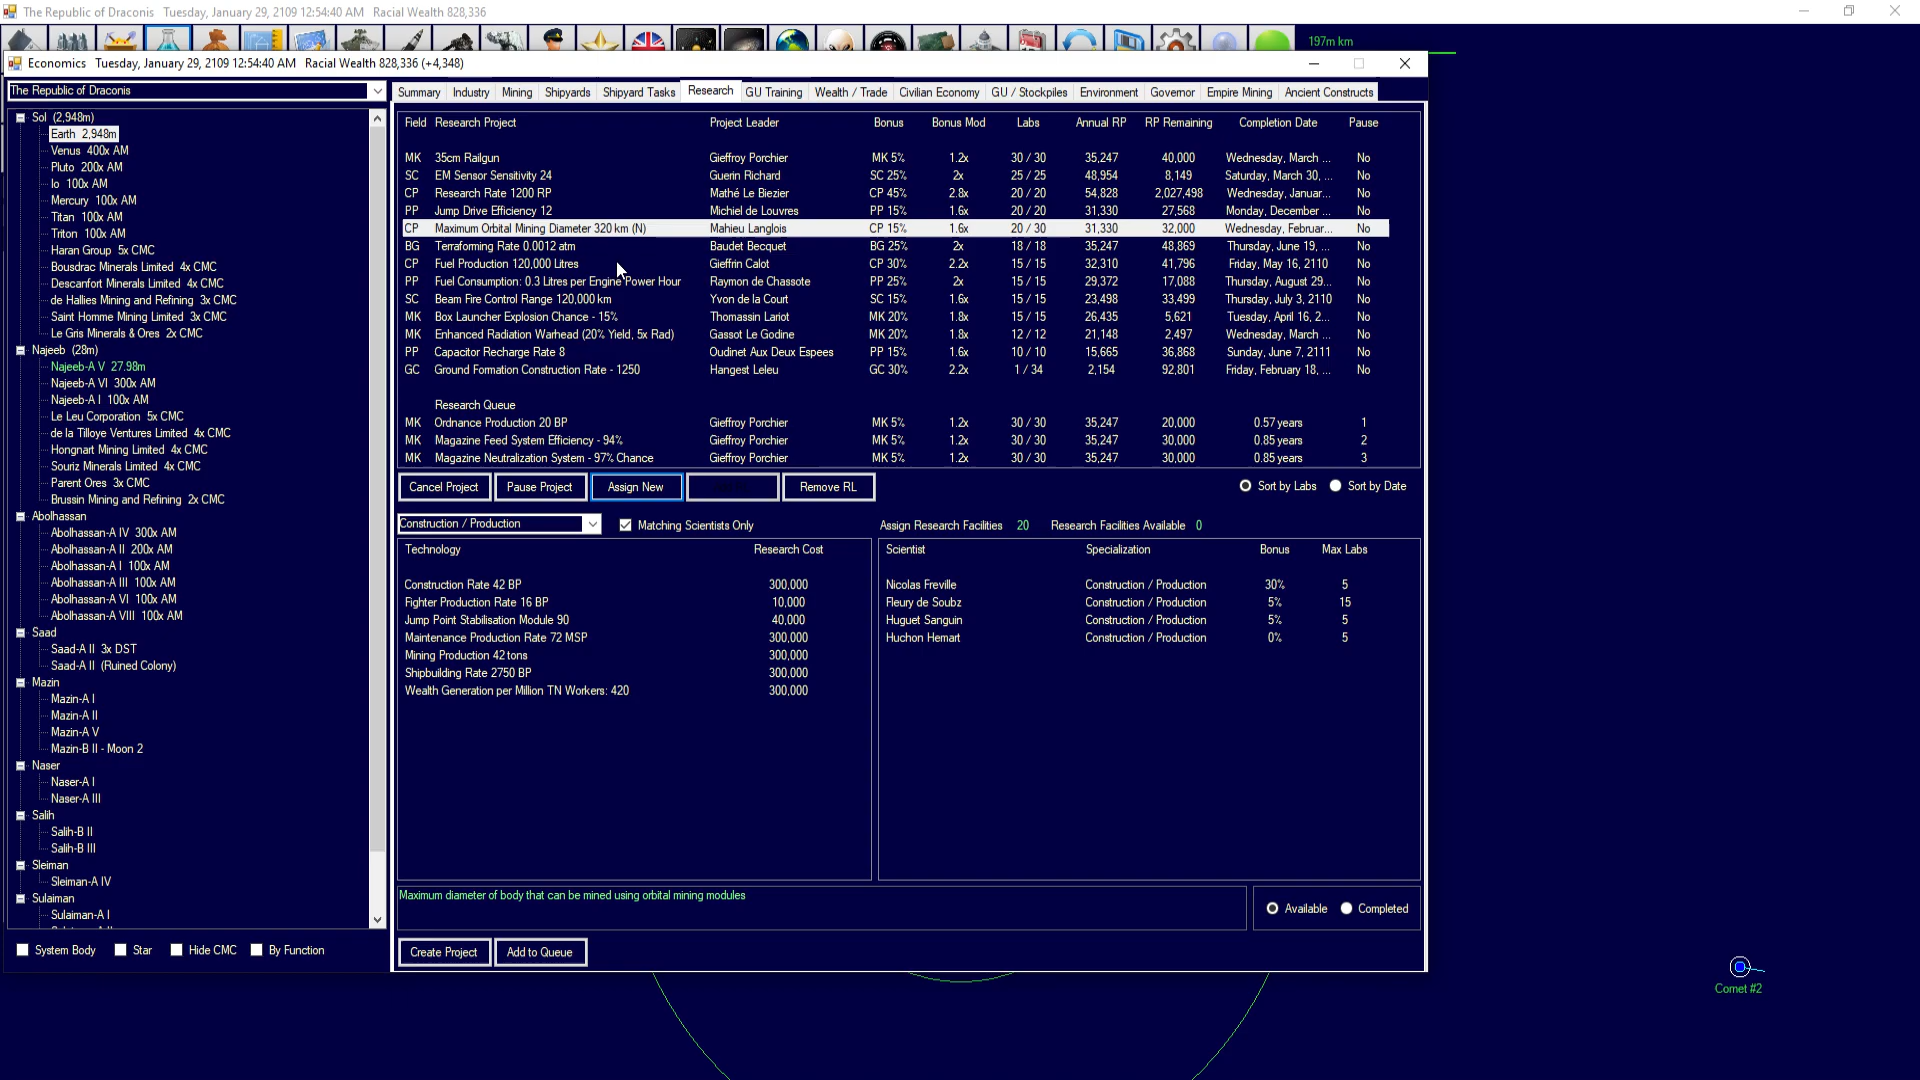 The Republic of Draconis   Tuesday, January 29, 2109 12:54:40 AM   Racial Wealth 828,336
197m km
Economics   Tuesday, January 29, 2109 12:54:40 AM   Racial Wealth 828,336 (+4,348)
The Republic of Draconis
Summary Industry Mining Shipyards Shipyard Tasks Research GU Training Wealth / Trade Civilian Economy GU / Stockpiles Environment Governor Empire Mining Ancient Constructs
Sol (2,948m)
Earth 2,948m
Venus 400x AM
Pluto 200x AM
Io 100x AM
Mercury 100x AM
Titan 100x AM
Triton 100x AM
Haran Group 5x CMC
Bousdrac Minerals Limited 4x CMC
Descanfort Minerals Limited 4x CMC
de Hallies Mining and Refining 3x CMC
Saint Homme Mining Limited 3x CMC
Le Gris Minerals & Ores 2x CMC
Najeeb (28m)
Najeeb-A V 27.98m
Najeeb-A VI 300x AM
Najeeb-A I 100x AM
Le Leu Corporation 5x CMC
de la Tilloye Ventures Limited 4x CMC
Hongnart Mining Limited 4x CMC
Souriz Minerals Limited 4x CMC
Parent Ores 3x CMC
Brussin Mining and Refining 2x CMC
Abolhassan
Abolhassan-A IV 300x AM
Abolhassan-A II 200x AM
Abolhassan-A I 100x AM
Abolhassan-A III 100x AM
Abolhassan-A VI 100x AM
Abolhassan-A VIII 100x AM
Saad
Saad-A II 3x DST
Saad-A II (Ruined Colony)
Mazin
Mazin-A I
Mazin-A II
Mazin-A V
Mazin-B II - Moon 2
Naser
Naser-A I
Naser-A III
Salih
Salih-B II
Salih-B III
Sleiman
Sleiman-A IV
Sulaiman
Sulaiman-A I
System Body Star Hide CMC By Function
Field Research Project Project Leader Bonus Bonus Mod Labs Annual RP RP Remaining Completion Date Pause
MK 35cm Railgun Gieffroy Porchier MK 5% 1.2x 30 / 30 35,247 40,000 Wednesday, March ... No
SC EM Sensor Sensitivity 24 Guerin Richard SC 25% 2x 25 / 25 48,954 8,149 Saturday, March 30, ... No
CP Research Rate 1200 RP Mathé Le Biezier CP 45% 2.8x 20 / 20 54,828 2,027,498 Wednesday, Januar... No
PP Jump Drive Efficiency 12 Michiel de Louvres PP 15% 1.6x 20 / 20 31,330 27,568 Monday, December ... No
CP Maximum Orbital Mining Diameter 320 km (N) Mahieu Langlois CP 15% 1.6x 20 / 30 31,330 32,000 Wednesday, Februar... No
BG Terraforming Rate 0.0012 atm Baudet Becquet BG 25% 2x 18 / 18 35,247 48,869 Thursday, June 19, ... No
CP Fuel Production 120,000 Litres Gieffrin Calot CP 30% 2.2x 15 / 15 32,310 41,796 Friday, May 16, 2110 No
PP Fuel Consumption: 0.3 Litres per Engine Power Hour Raymon de Chassote PP 25% 2x 15 / 15 29,372 17,088 Thursday, August 29... No
SC Beam Fire Control Range 120,000 km Yvon de la Court SC 15% 1.6x 15 / 15 23,498 33,499 Thursday, July 3, 2110 No
MK Box Launcher Explosion Chance - 15% Thomassin Lariot MK 20% 1.8x 15 / 15 26,435 5,621 Tuesday, April 16, 2... No
MK Enhanced Radiation Warhead (20% Yield, 5x Rad) Gassot Le Godine MK 20% 1.8x 12 / 12 21,148 2,497 Wednesday, March ... No
PP Capacitor Recharge Rate 8 Oudinet Aux Deux Espees PP 15% 1.6x 10 / 10 15,665 36,868 Sunday, June 7, 2111 No
GC Ground Formation Construction Rate - 1250 Hangest Leleu GC 30% 2.2x 1 / 34 2,154 92,801 Friday, February 18, ... No
Research Queue
MK Ordnance Production 20 BP Gieffroy Porchier MK 5% 1.2x 30 / 30 35,247 20,000 0.57 years 1
MK Magazine Feed System Efficiency - 94% Gieffroy Porchier MK 5% 1.2x 30 / 30 35,247 30,000 0.85 years 2
MK Magazine Neutralization System - 97% Chance Gieffroy Porchier MK 5% 1.2x 30 / 30 35,247 30,000 0.85 years 3
Cancel Project Pause Project Assign New Remove RL Sort by Labs Sort by Date
Construction / Production Matching Scientists Only Assign Research Facilities 20 Research Facilities Available 0
Technology Research Cost
Construction Rate 42 BP 300,000
Fighter Production Rate 16 BP 10,000
Jump Point Stabilisation Module 90 40,000
Maintenance Production Rate 72 MSP 300,000
Mining Production 42 tons 300,000
Shipbuilding Rate 2750 BP 300,000
Wealth Generation per Million TN Workers: 420 300,000
Scientist Specialization Bonus Max Labs
Nicolas Freville Construction / Production 30% 5
Fleury de Soubz Construction / Production 5% 15
Huguet Sanguin Construction / Production 5% 5
Huchon Hemart Construction / Production 0% 5
Maximum diameter of body that can be mined using orbital mining modules
Available Completed
Create Project Add to Queue
Comet #2